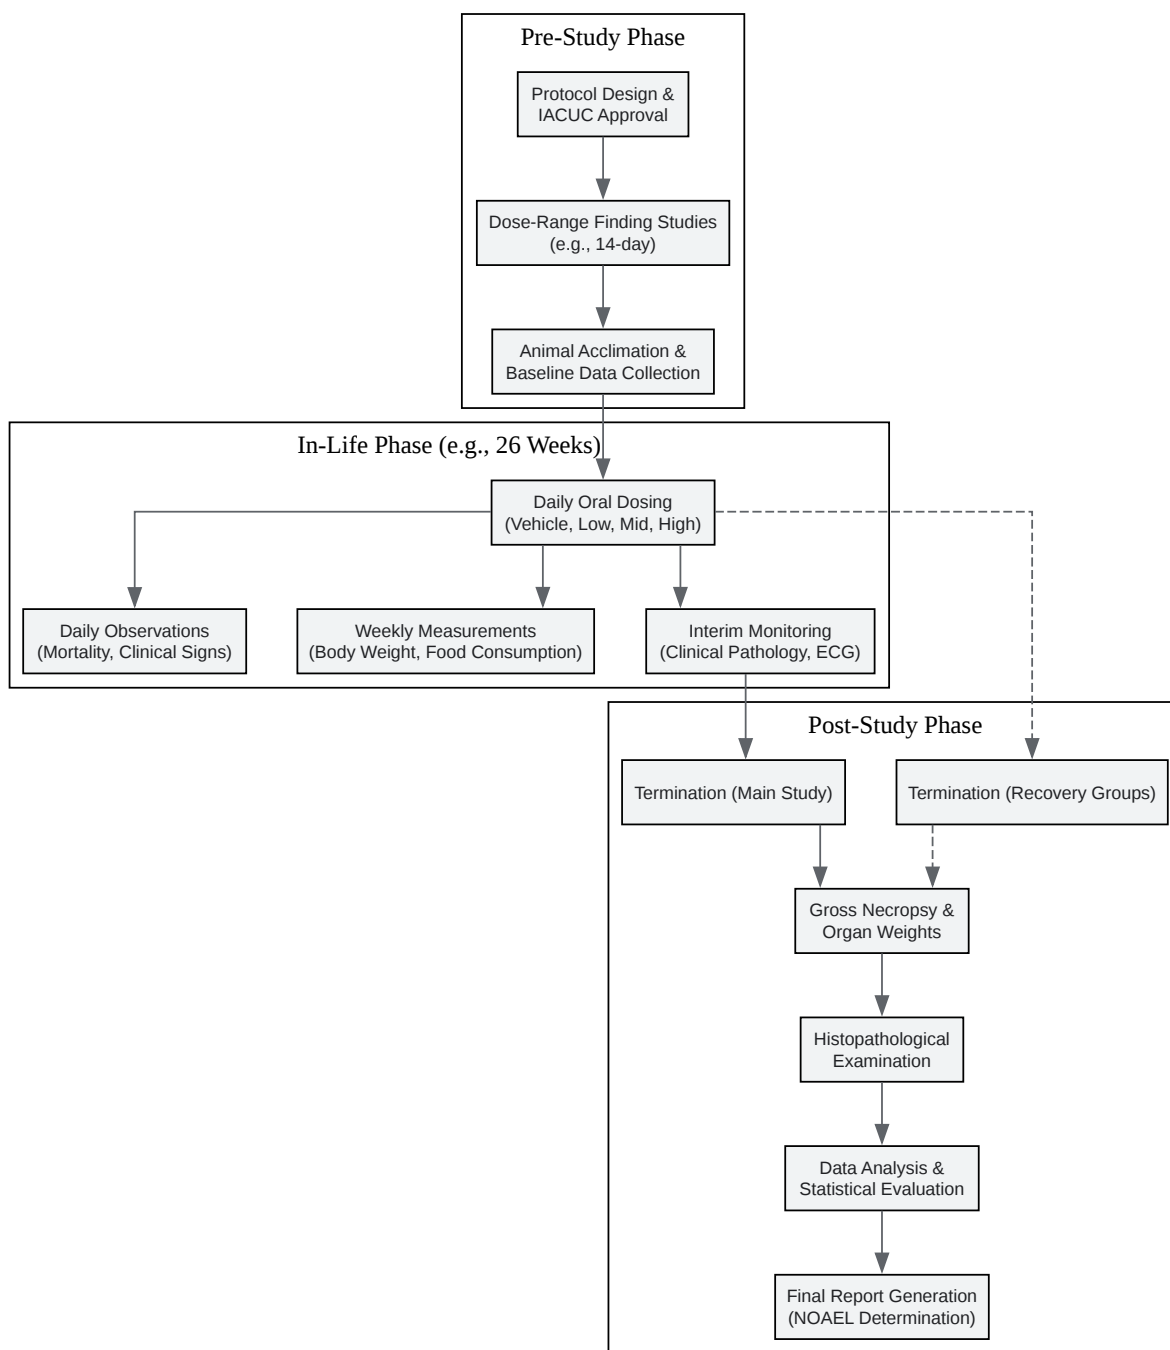 Pre-Study Phase
Protocol Design &
IACUC Approval
Dose-Range Finding Studies
(e.g., 14-day)
Animal Acclimation &
Baseline Data Collection
In-Life Phase (e.g., 26 Weeks)
Daily Oral Dosing
(Vehicle, Low, Mid, High)
Daily Observations
(Mortality, Clinical Signs)
Weekly Measurements
(Body Weight, Food Consumption)
Interim Monitoring
(Clinical Pathology, ECG)
Post-Study Phase
Termination (Main Study)
Termination (Recovery Groups)
Gross Necropsy &
Organ Weights
Histopathological
Examination
Data Analysis &
Statistical Evaluation
Final Report Generation
(NOAEL Determination)